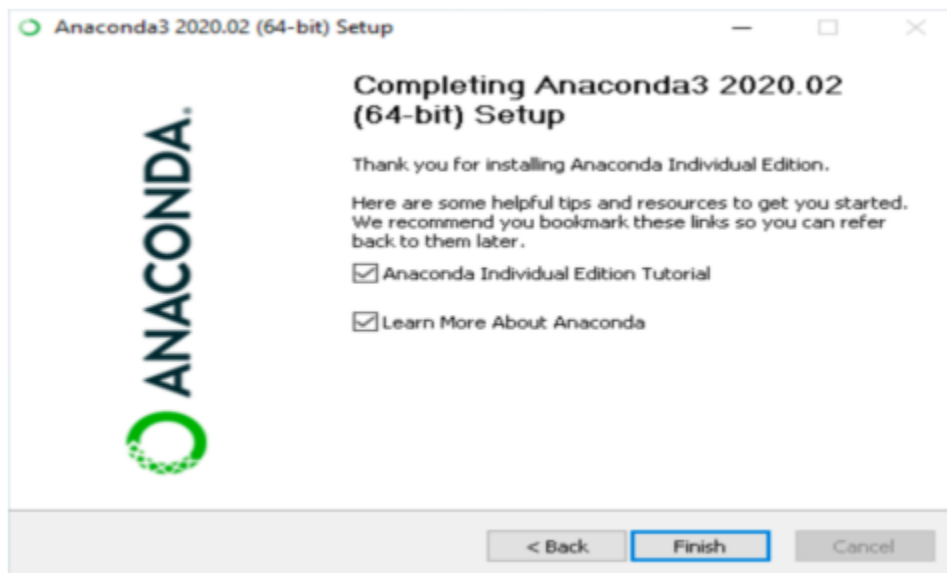 Anaconda3 2020.02 (64-bit) Setup
ANACONDA.
Completing Anaconda3 2020.02
(64-bit) Setup
Thank you for installing Anaconda Individual Edition.
Here are some helpful tips and resources to get you started.
We recommend you bookmark these links so you can refer
back to them later.
Anaconda Individual Edition Tutorial
Learn More About Anaconda
< Back
Finish
Cancel